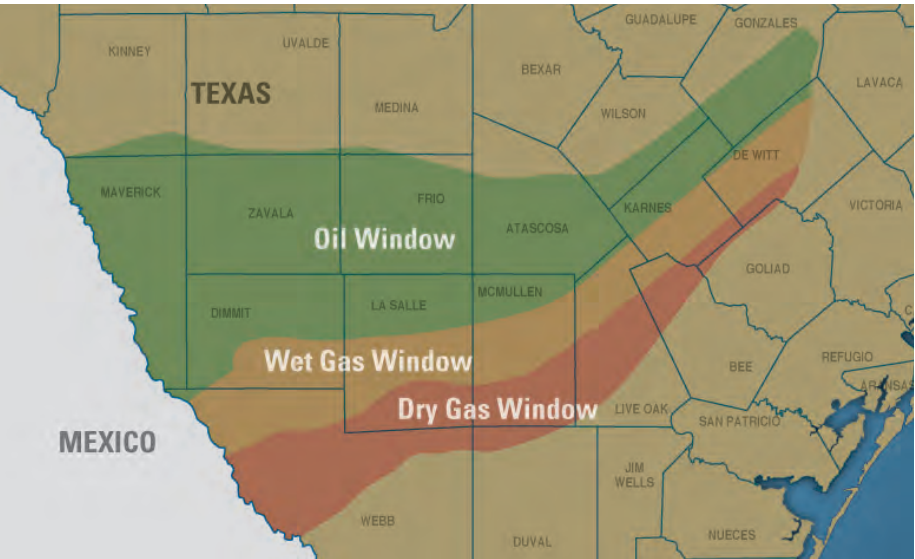 GUADALUPE
GONZALES
KINNEY
UVALDE
BEXAR
LAVACA
TEXAS
MEDINA
WILSON
DE WITT
MAVERICK
FRIO
KARNES
VICTORIA
ZAVALA
ATASCOSA
Oil Window
GOLIAD
MCMULLEN
LA SALLE
DIMMIT
Wet Gas Window
REFUGIO
BEE
ARANSAS
Dry Gas Window
LIVE OAK
SAN PATRICIO
MEXICO
JIM
WELLS
WEBB
DUVAL
NUECES